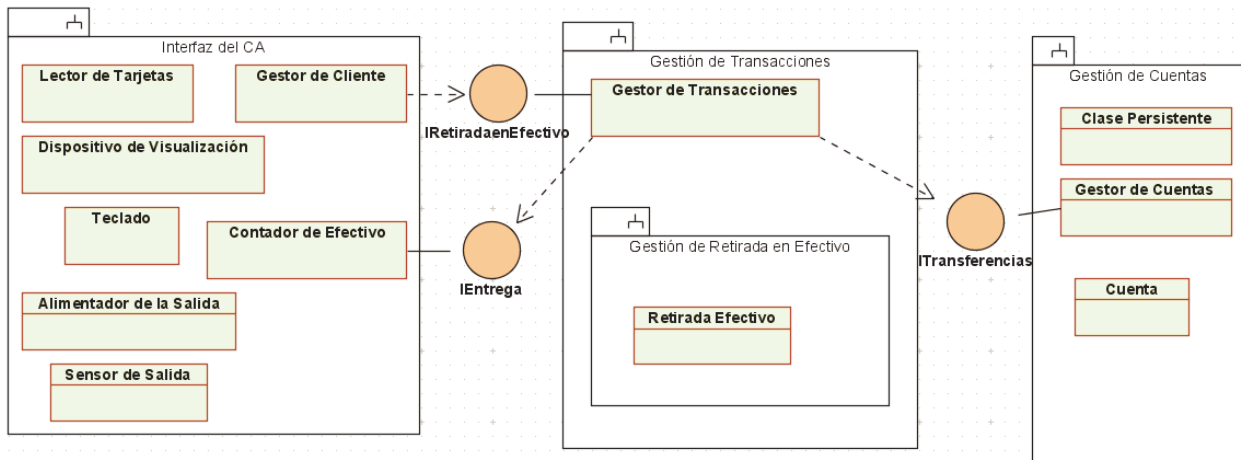 Interfaz del CA
Lector de Tarjetas
Gestor de Cliente
Dispositivo de Visualización
Teclado
Contador de Efectivo
Alimentador de la Salida
Sensor de Salida
IRetiradaenEfectivo
IEntrega
Gestión de Transacciones
Gestor de Transacciones
Gestión de Retirada en Efectivo
Retirada Efectivo
ITransferencias
Gestión de Cuentas
Clase Persistente
Gestor de Cuentas
Cuenta